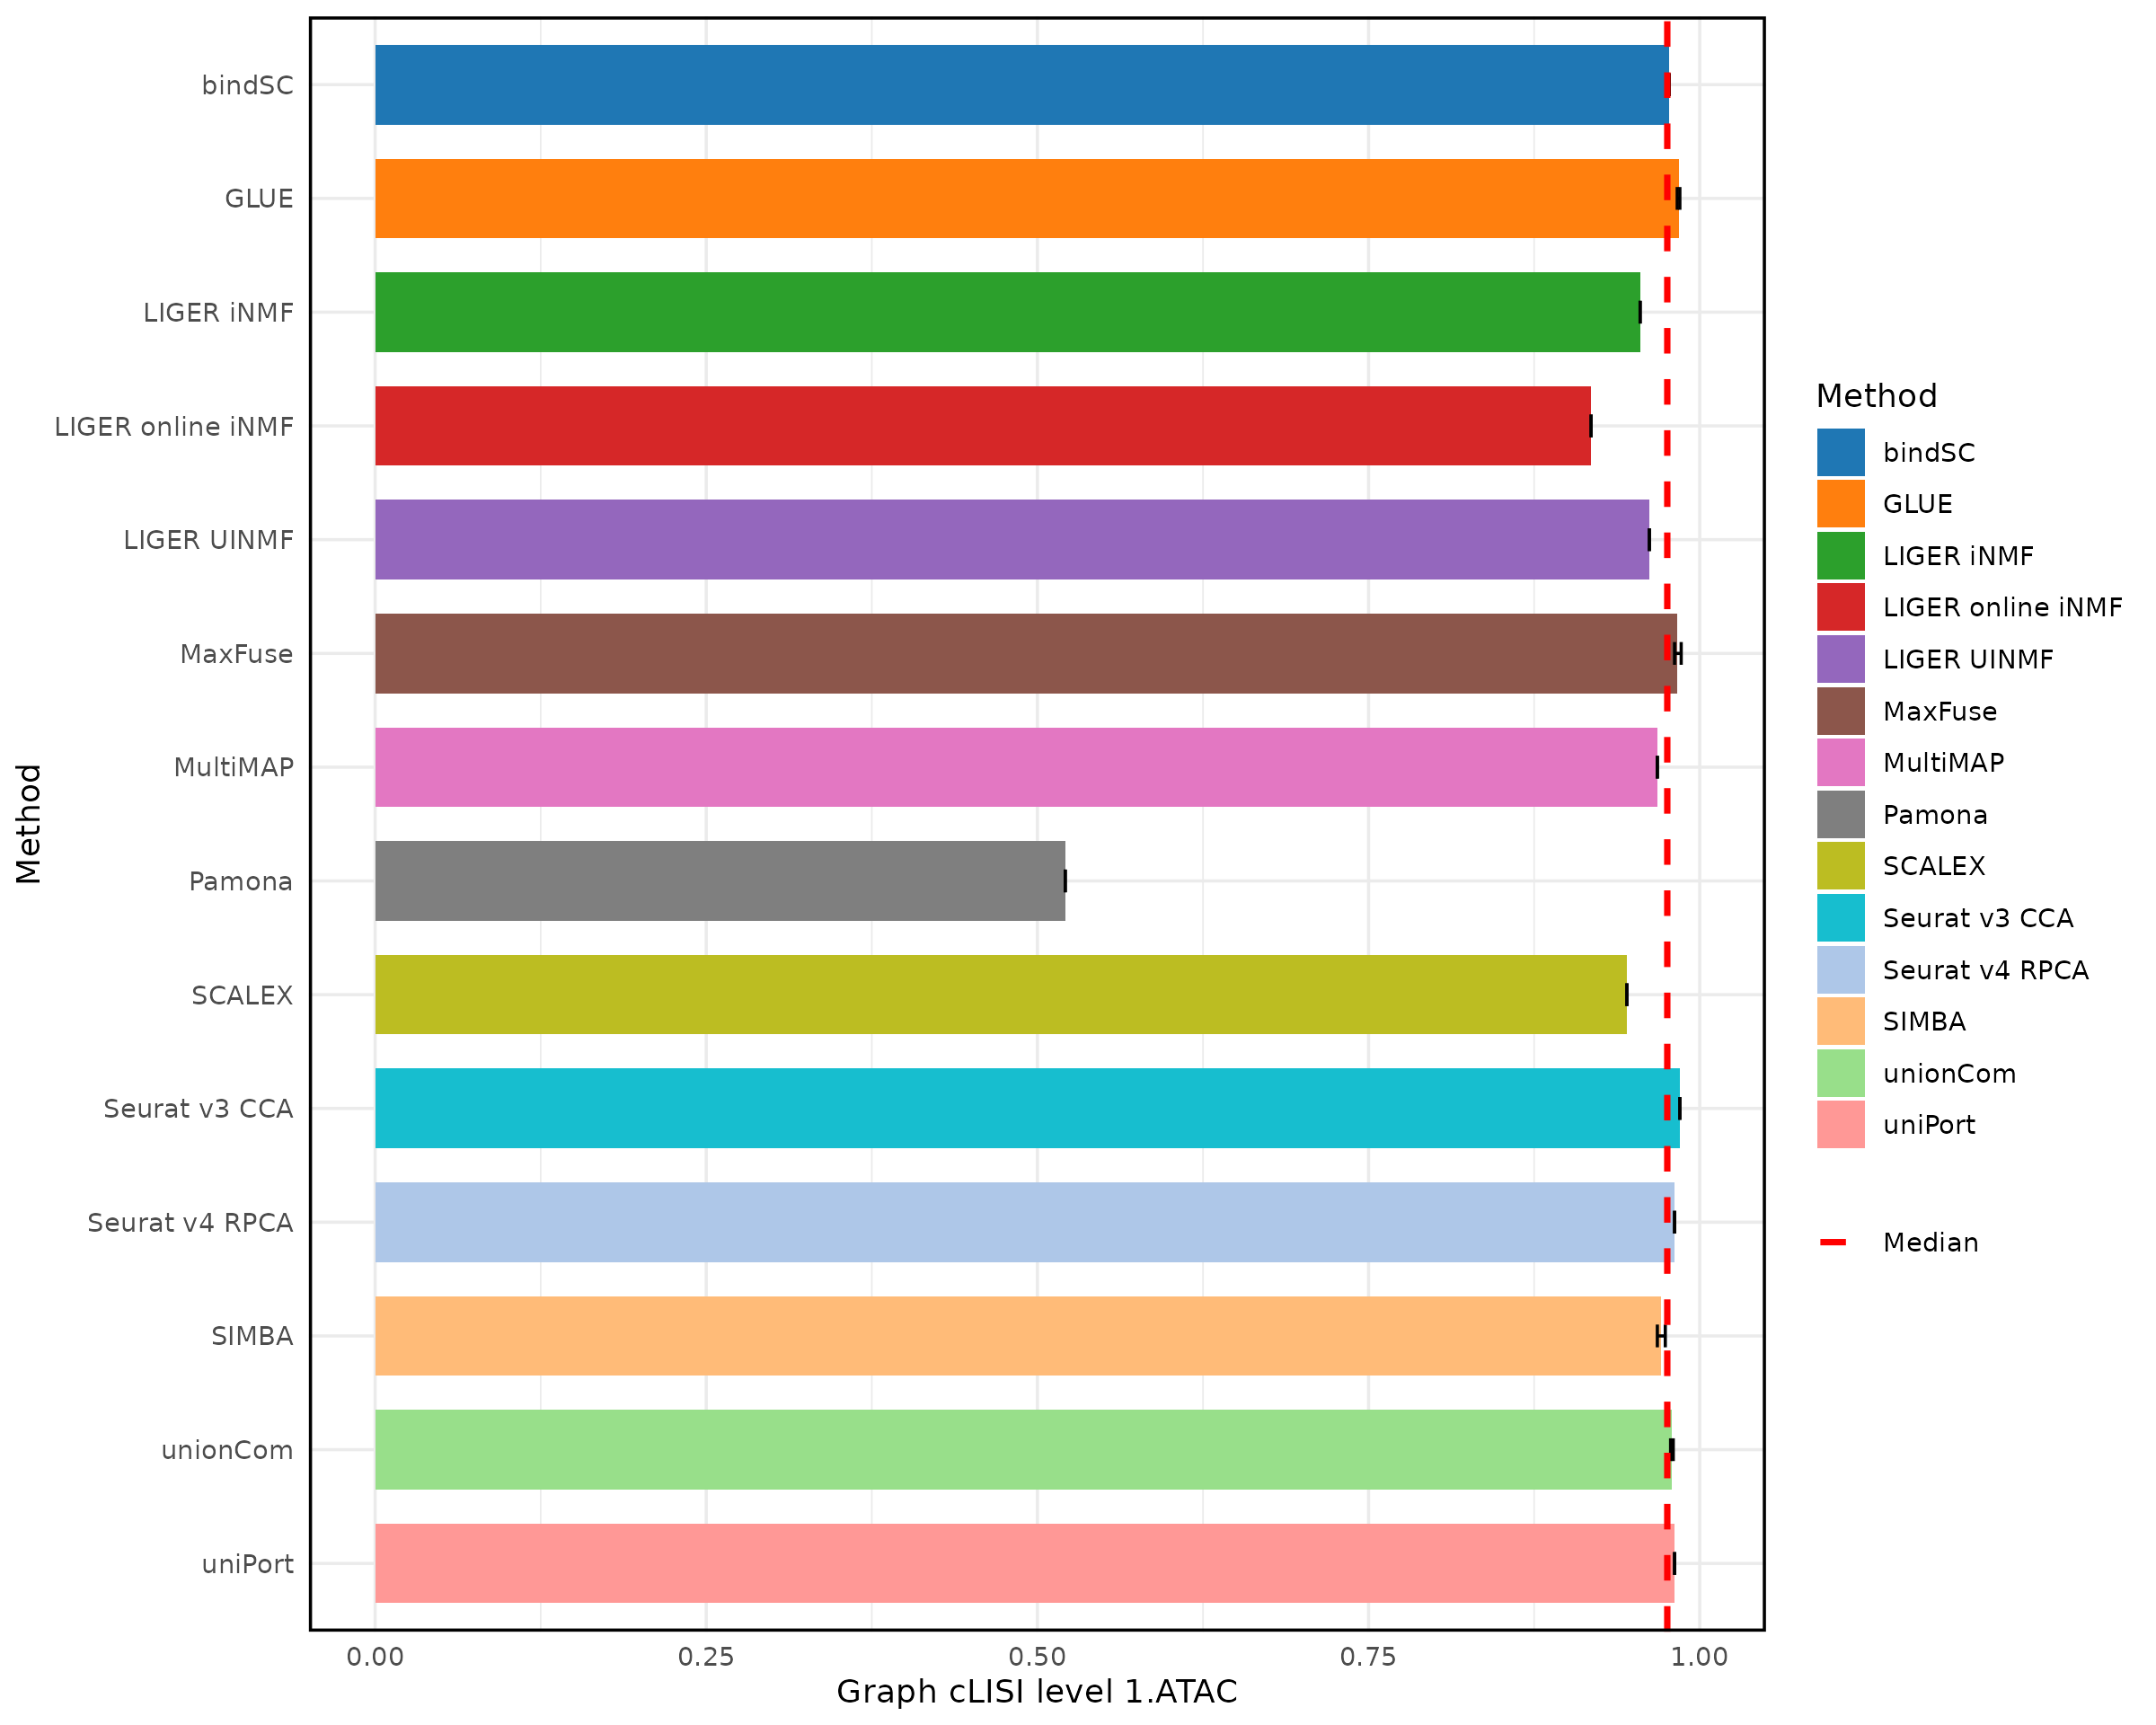 bindSC
GLUE
LIGER iNMF
LIGER online iNMF
LIGER UINMF
MaxFuse
MultiMAP
Pamona
SCALEX
Seurat v3 CCA
Seurat v4 RPCA
SIMBA
unionCom
uniPort
Method
0.00 0.25 0.50 0.75 1.00
Graph cLISI level 1.ATAC
Method
bindSC
GLUE
LIGER iNMF
LIGER online iNMF
LIGER UINMF
MaxFuse
MultiMAP
Pamona
SCALEX
Seurat v3 CCA
Seurat v4 RPCA
SIMBA
unionCom
uniPort
Median